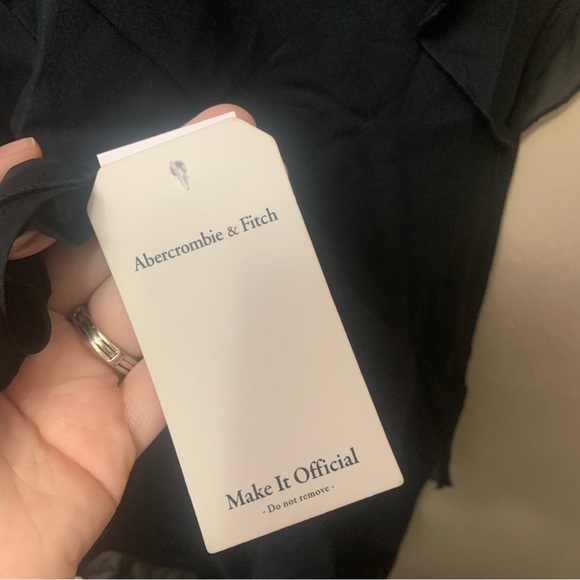 Abercrombie & Fitch
Make It Official
- Do not remove -